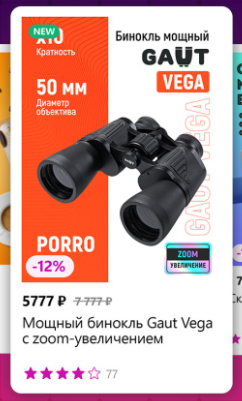 NEW
x10
Кратность
50 мм
Диаметр
объектива
Бинокль мощный
GAUT
VEGA
GAUT VEGA
PORRO
ZOOM
УВЕЛИЧЕНИЕ
-12%
5777 ₽ 7 777 ₽
Мощный бинокль Gaut Vega
с zoom-увеличением
77